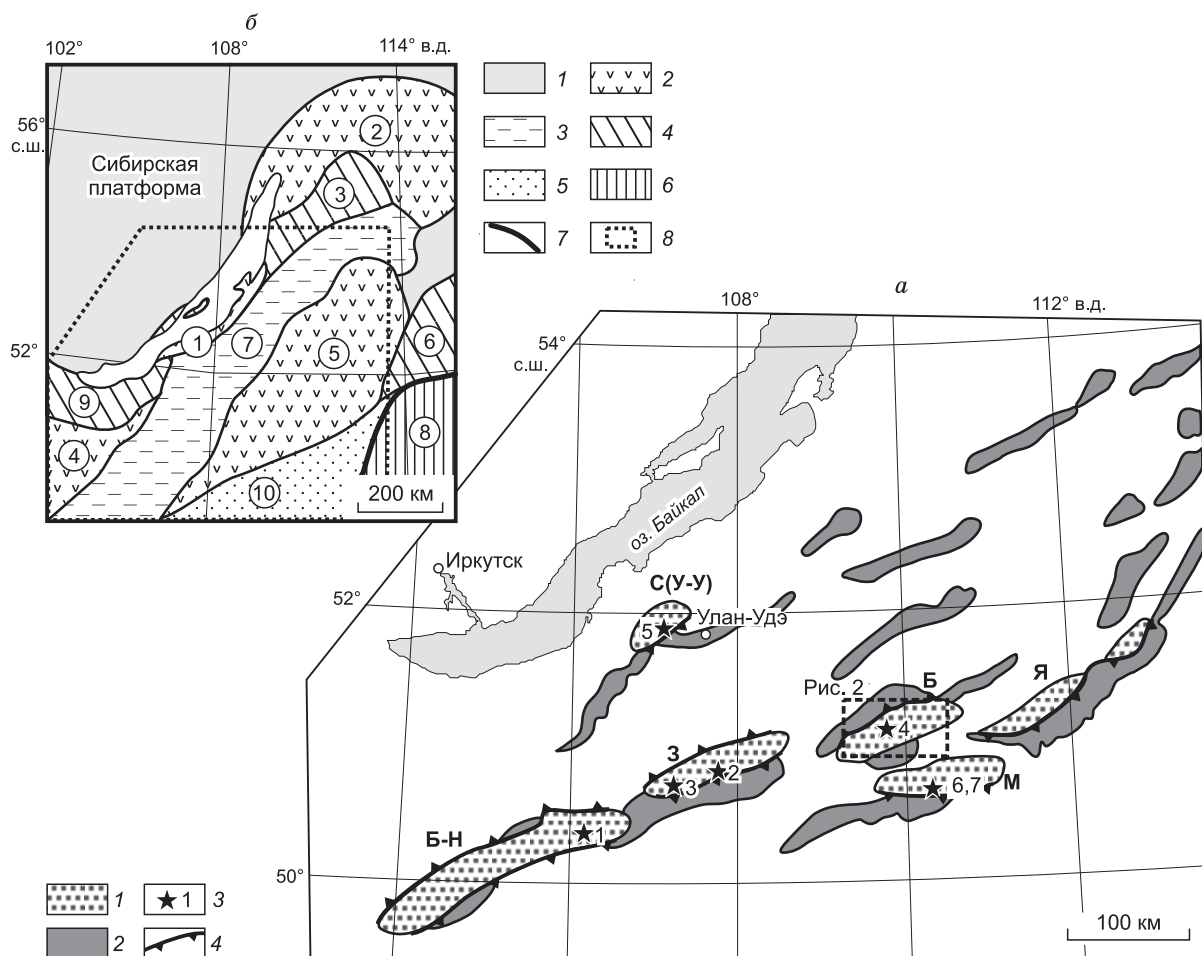 б
102° 108° 114° в.д.
56°
с.ш.
52°
Сибирская
платформа
2
3
1
7
5
6
9
4
8
10
200 км
1 2
3 4
5 6
7 8
а
108° 112° в.д.
54°
с.ш.
52°
50°
оз. Байкал
Иркутск
С(У-У)
5
Улан-Удэ
Рис. 2
Б
4
Я
З
3
2
6,7
М
Б-Н
1
100 км
1 1 3
2 4